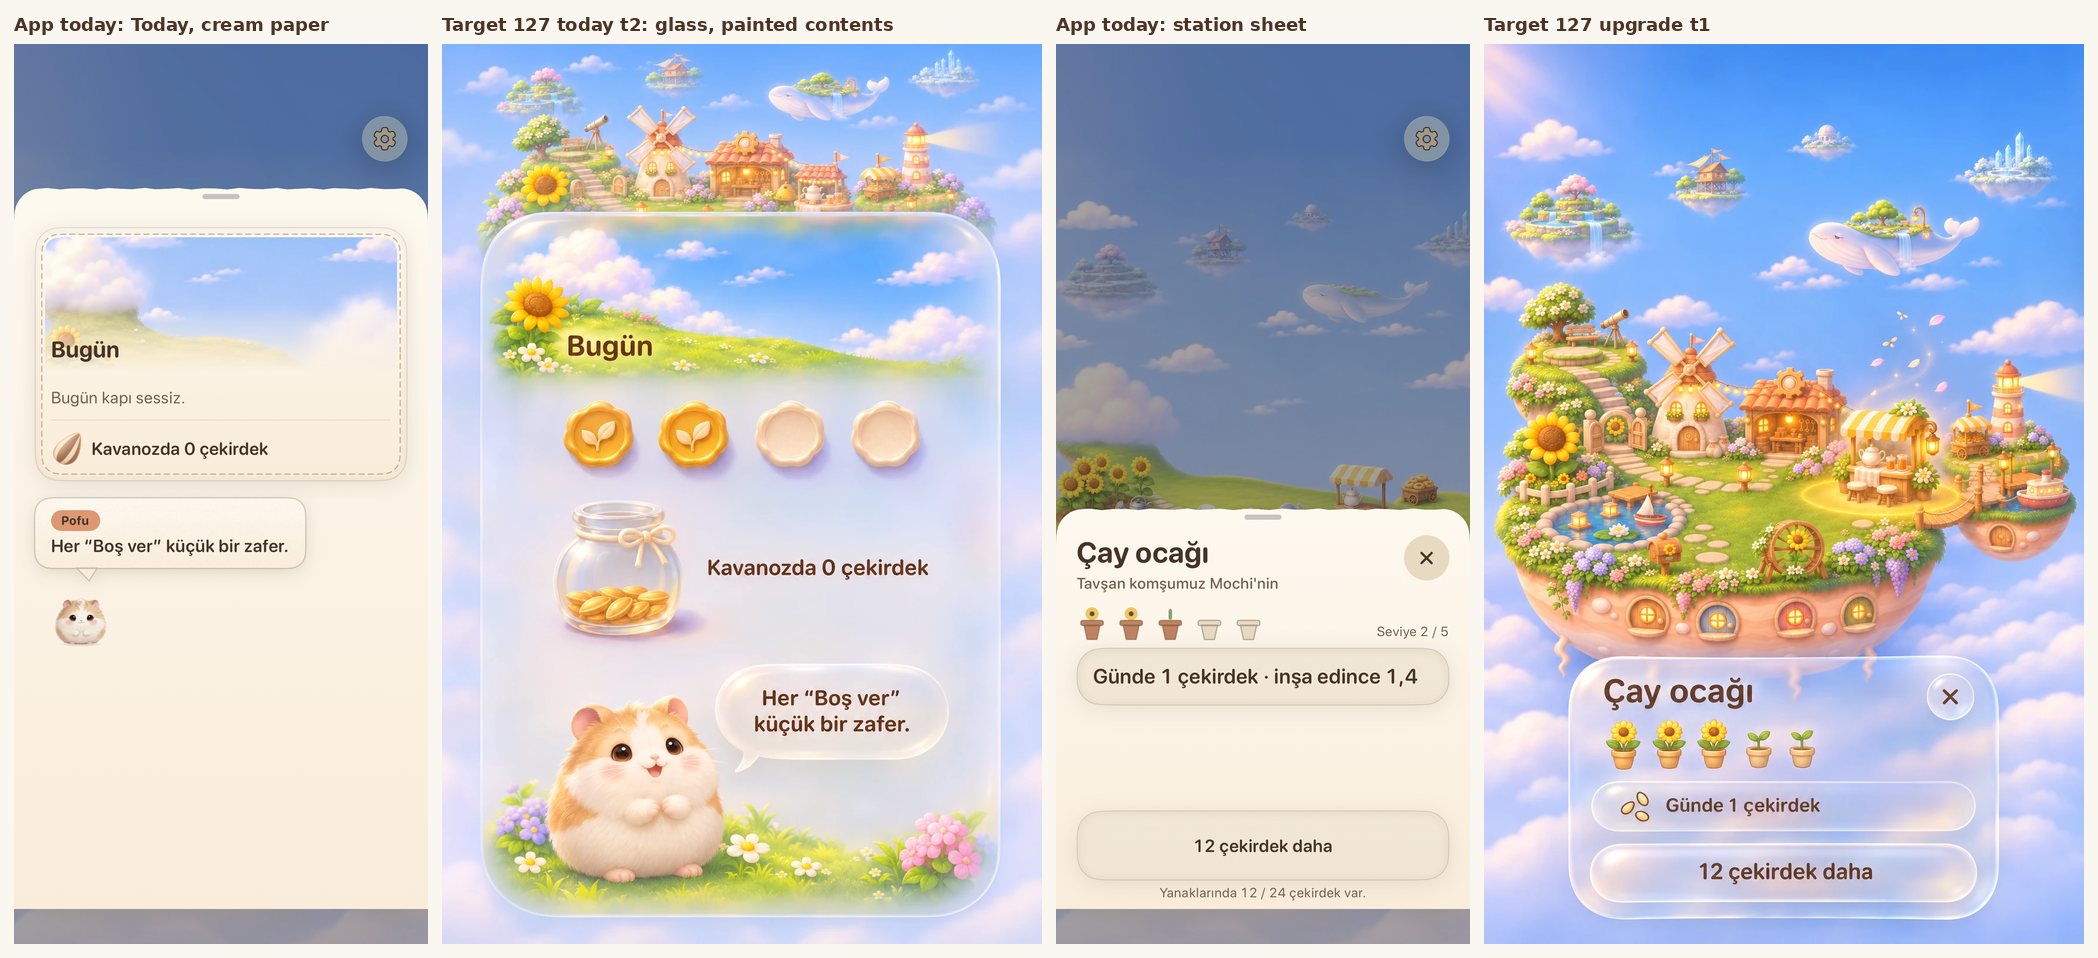 App today: Today, cream paper
Bugün
Bugün kapı sessiz.
Kavanozda 0 çekirdek
Pofu
Her “Boş ver” küçük bir zafer.
Target 127 today t2: glass, painted contents
Bugün
Kavanozda 0 çekirdek
Her “Boş ver”
küçük bir zafer.
App today: station sheet
Çay ocağı
Tavşan komşumuz Mochi'nin
Seviye 2 / 5
Günde 1 çekirdek · inşa edince 1,4
12 çekirdek daha
Yanaklarında 12 / 24 çekirdek var.
Target 127 upgrade t1
Çay ocağı
Günde 1 çekirdek
12 çekirdek daha